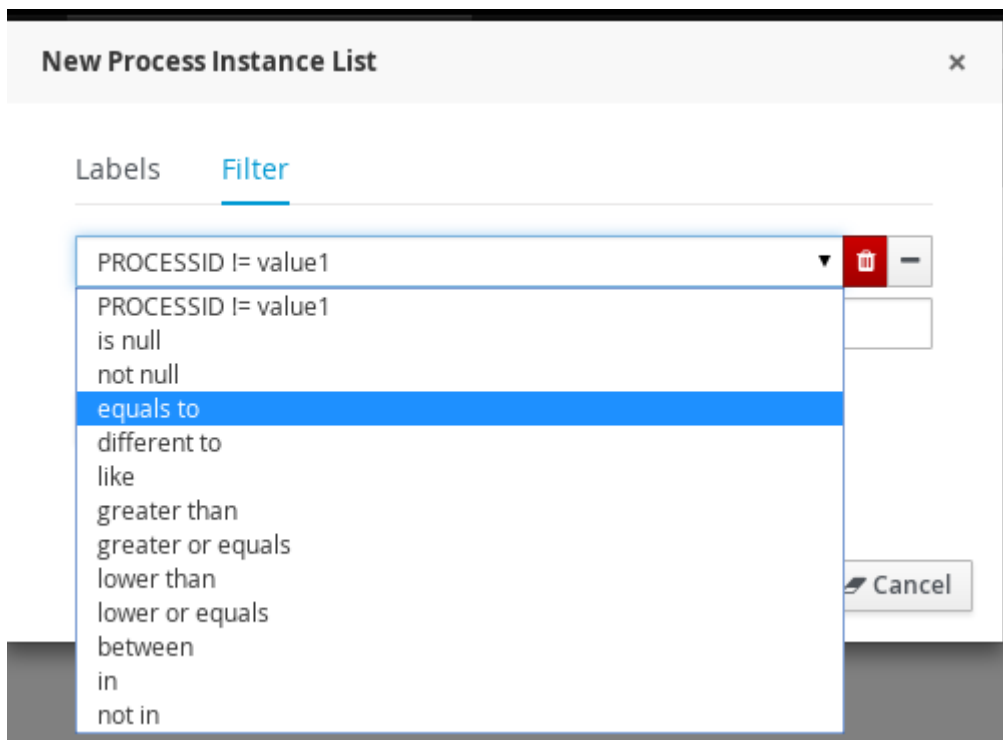 New Process Instance List ×
Labels Filter
PROCESSID != value1
PROCESSID != value1
is null
not null
equals to
different to
like
greater than
greater or equals
lower than
lower or equals
between
in
not in
Cancel